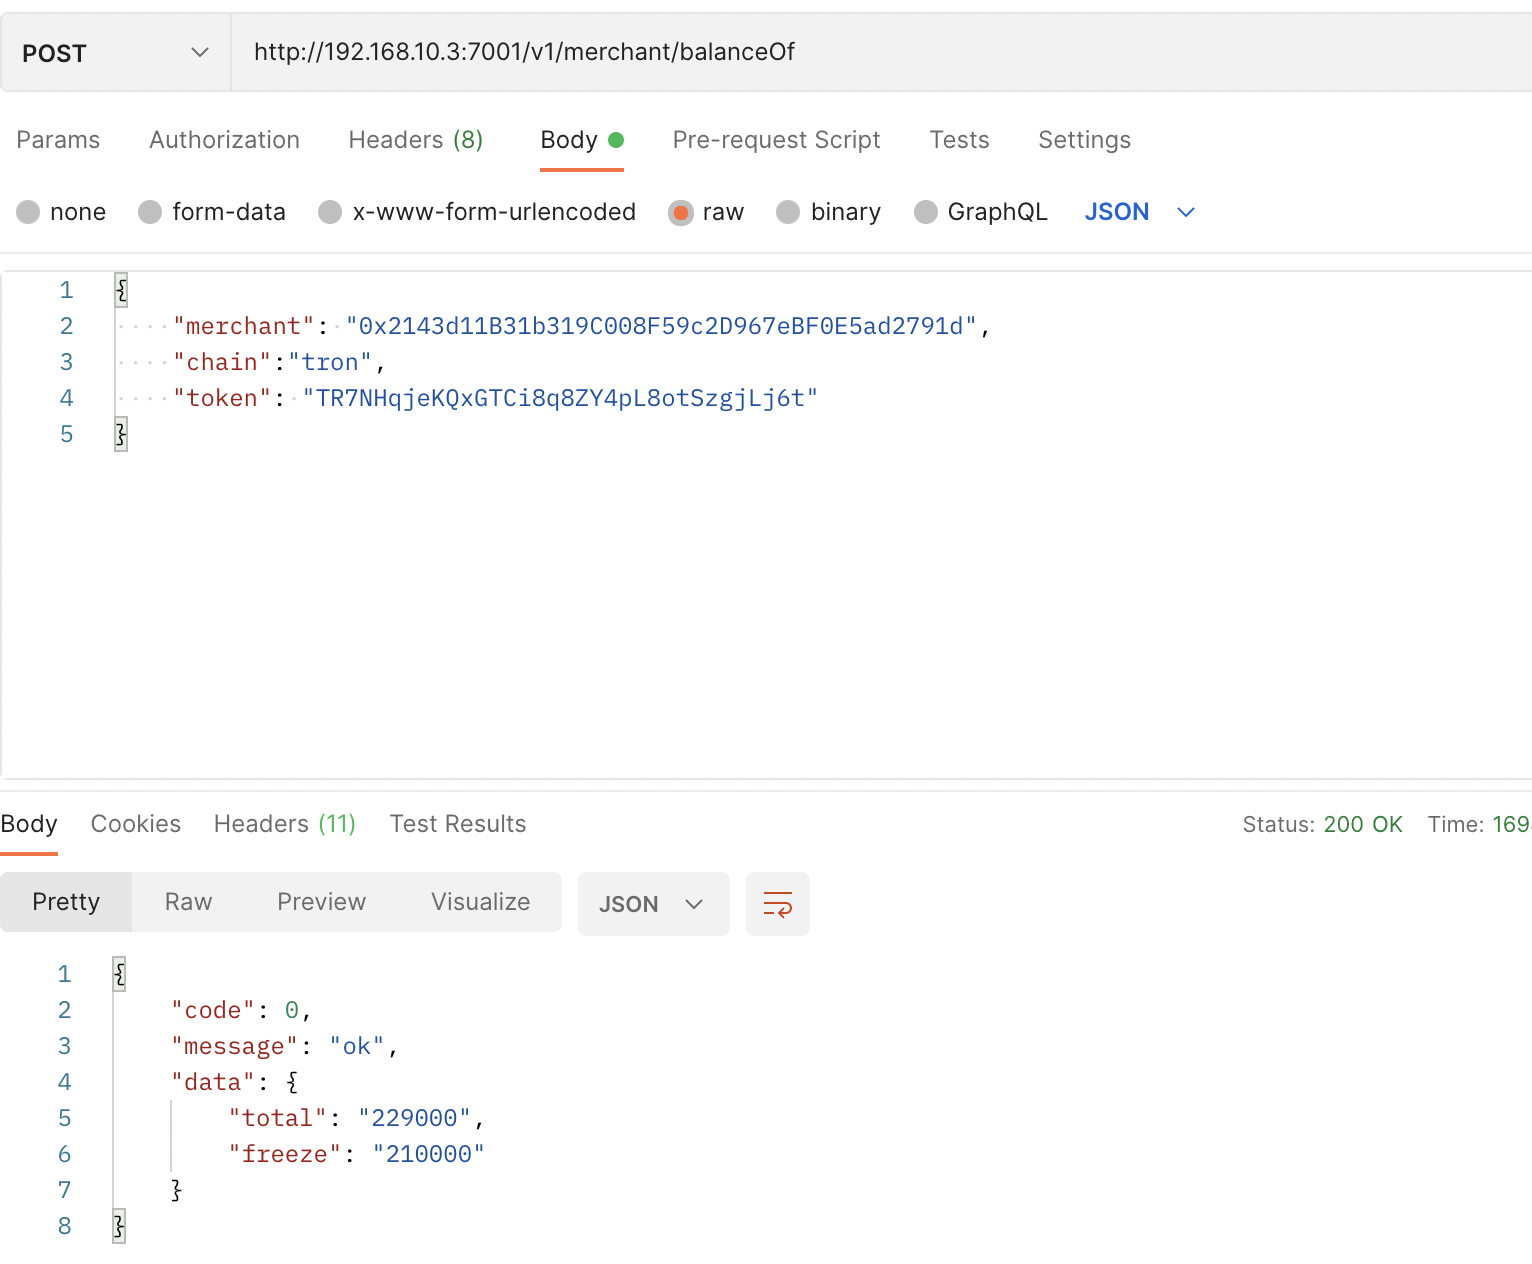 POST http://192.168.10.3:7001/v1/merchant/balanceOf
Params Authorization Headers (8) Body Pre-request Script Tests Settings
none form-data x-www-form-urlencoded raw binary GraphQL JSON
1 {
2 "merchant": "0x2143d11B31b319C008F59c2D967eBF0E5ad2791d",
3 "chain":"tron",
4 "token": "TR7NHqjeKQxGTCi8q8ZY4pL8otSzgjLj6t"
5 }
Body Cookies Headers (11) Test Results Status: 200 OK Time:
Pretty Raw Preview Visualize JSON
1 {
2 "code": 0,
3 "message": "ok",
4 "data": {
5 "total": "229000",
6 "freeze": "210000"
7 }
8 }